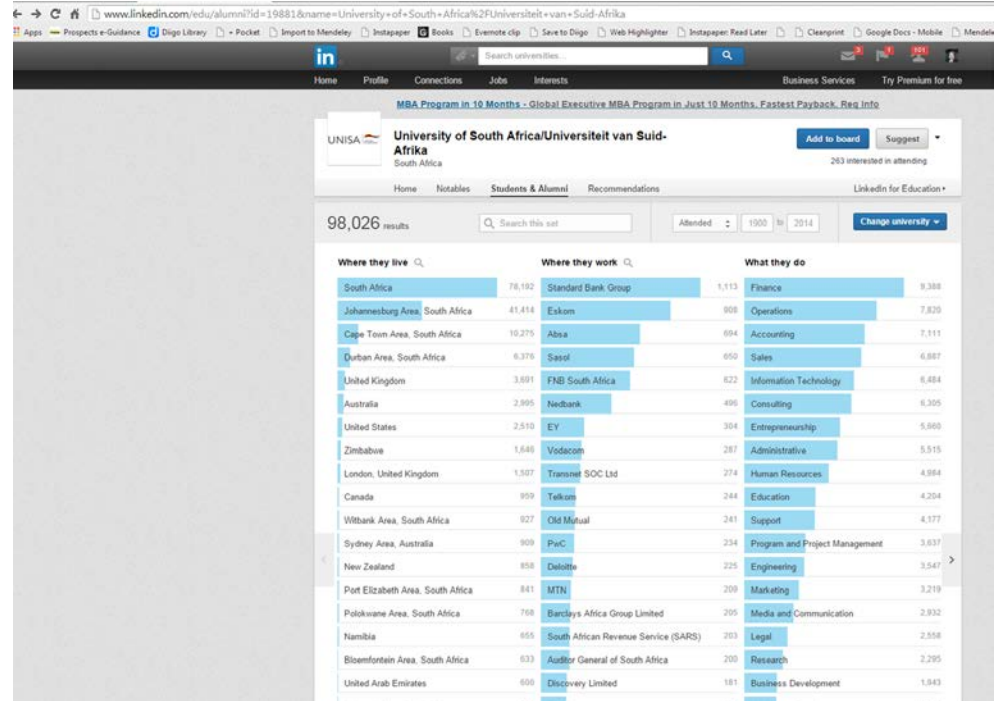 www.linkedin.com/edu/alumni?id=19881&name=University+of+South+Africa%2FUniversiteit+van+Suid-Afrika
Apps Prospects e-Guidance Diigo Library + Pocket Import to Mendeley Instapaper Books Evernote clip Save to Diigo Web Highlighter Instapaper: Read Later Cleanprint Google Docs - Mobile Mendele
in Search universities...
Home Profile Connections Jobs Interests Business Services Try Premium for free
MBA Program in 10 Months - Global Executive MBA Program in Just 10 Months. Fastest Payback. Req Info
UNISA University of South Africa/Universiteit van Suid-
Afrika
South Africa
Add to board Suggest
263 interested in attending
Home Notables Students & Alumni Recommendations LinkedIn for Education
98,026 results Search this set Attended 1900 to 2014 Change university
Where they live Where they work What they do
South Africa 78,192 Standard Bank Group 1,113 Finance 9,388
Johannesburg Area, South Africa 41,414 Eskom 908 Operations 7,820
Cape Town Area, South Africa 10,275 Absa 694 Accounting 7,111
Durban Area, South Africa 6,376 Sasol 650 Sales 6,887
United Kingdom 3,691 FNB South Africa 622 Information Technology 6,484
Australia 2,995 Nedbank 496 Consulting 6,305
United States 2,510 EY 304 Entrepreneurship 5,660
Zimbabwe 1,646 Vodacom 287 Administrative 5,515
London, United Kingdom 1,507 Transnet SOC Ltd 274 Human Resources 4,984
Canada 959 Telkom 244 Education 4,204
Witbank Area, South Africa 927 Old Mutual 241 Support 4,177
Sydney Area, Australia 909 PwC 234 Program and Project Management 3,637
New Zealand 858 Deloitte 225 Engineering 3,547
Port Elizabeth Area, South Africa 841 MTN 209 Marketing 3,219
Polokwane Area, South Africa 768 Barclays Africa Group Limited 205 Media and Communication 2,932
Namibia 655 South African Revenue Service (SARS) 203 Legal 2,558
Bloemfontein Area, South Africa 633 Auditor General of South Africa 200 Research 2,295
United Arab Emirates 600 Discovery Limited 181 Business Development 1,943